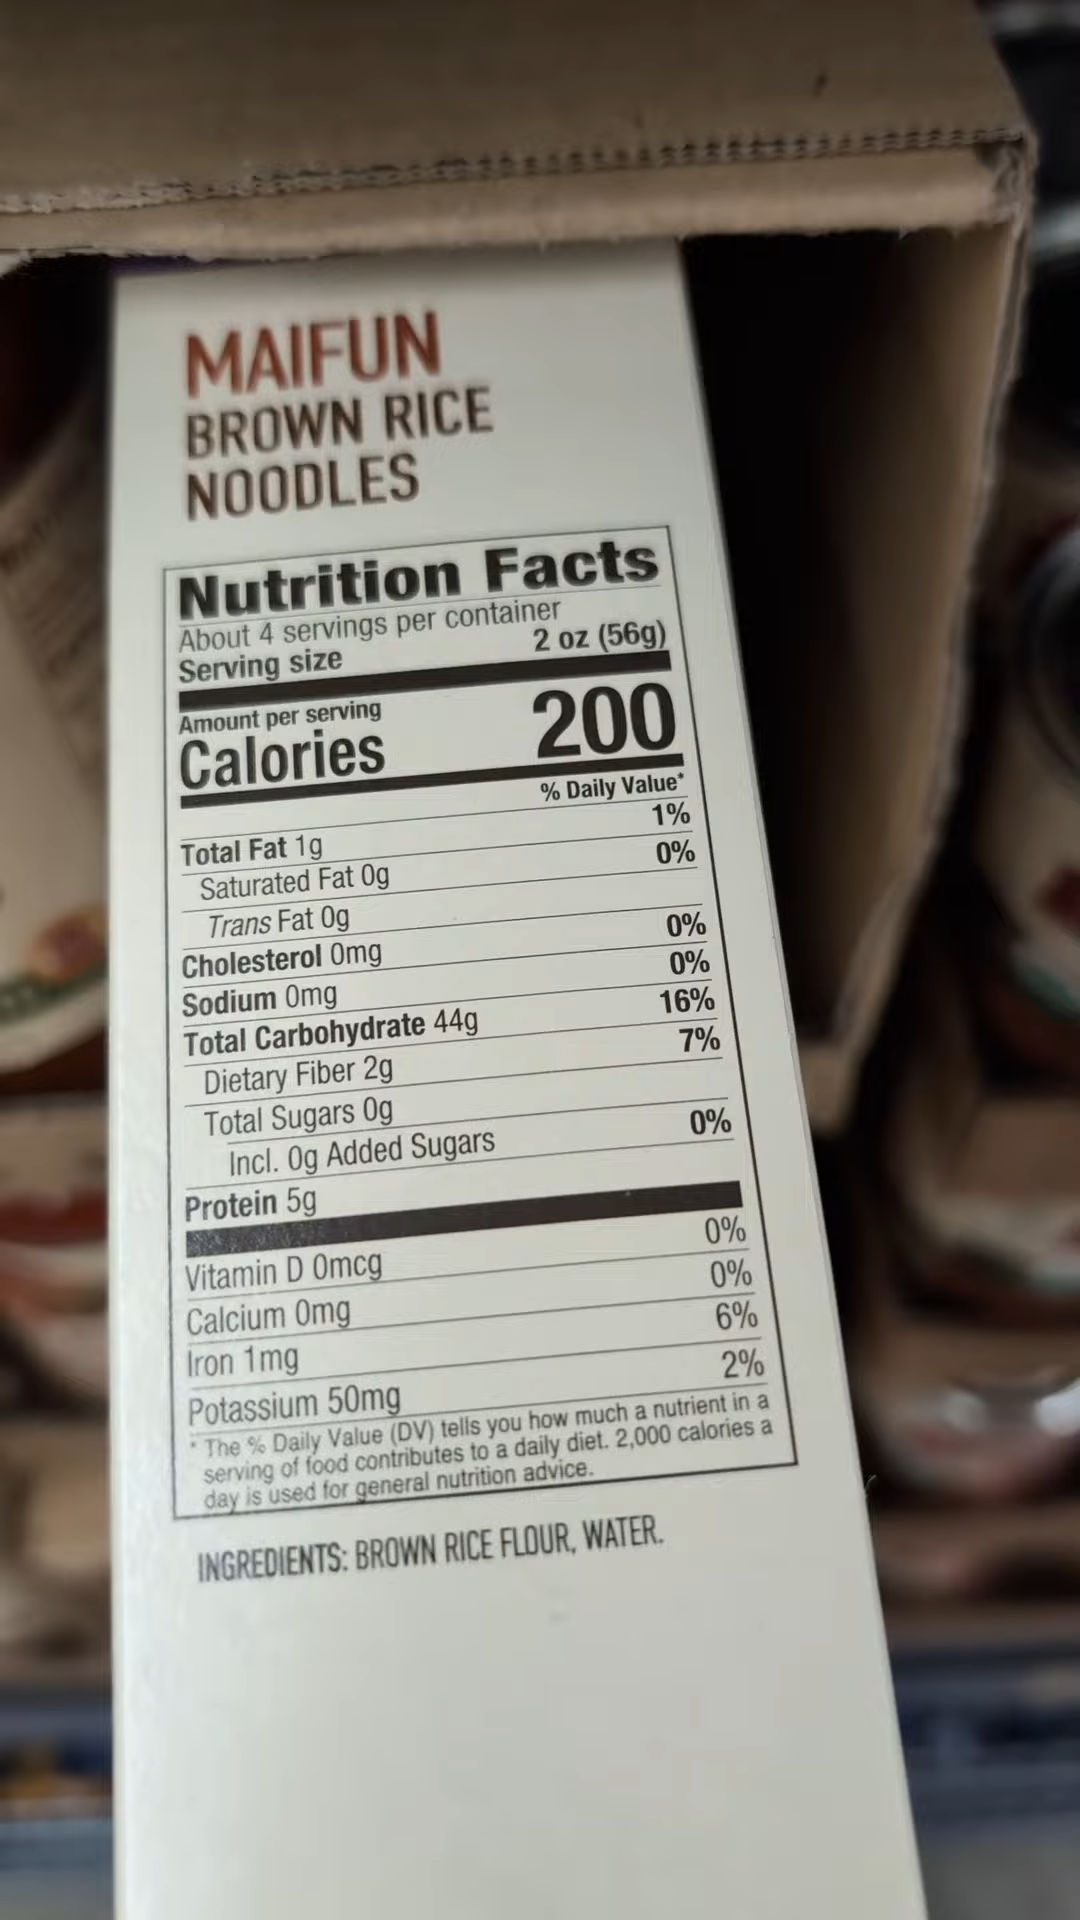 MAIFUN
BROWN RICE
NOODLES
Nutrition Facts
About 4 servings per container
Serving size 2 oz (56g)
Amount per serving
Calories 200
% Daily Value*
Total Fat 1g 1%
Saturated Fat 0g 0%
Trans Fat 0g
Cholesterol 0mg 0%
Sodium 0mg 0%
Total Carbohydrate 44g 16%
Dietary Fiber 2g 7%
Total Sugars 0g
Incl. 0g Added Sugars 0%
Protein 5g
Vitamin D 0mcg 0%
Calcium 0mg 0%
Iron 1mg 6%
Potassium 50mg 2%
* The % Daily Value (DV) tells you how much a nutrient in a
serving of food contributes to a daily diet. 2,000 calories a
day is used for general nutrition advice.
INGREDIENTS: BROWN RICE FLOUR, WATER.